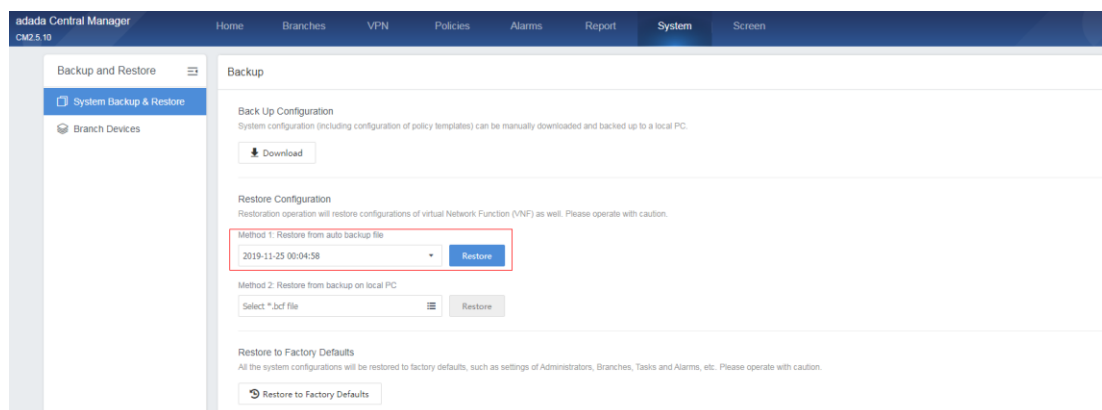 adada Central Manager
CM2.5.10
Home Branches VPN Policies Alarms Report System Screen
Backup and Restore
System Backup & Restore
Branch Devices
Backup
Back Up Configuration
System configuration (including configuration of policy templates) can be manually downloaded and backed up to a local PC.
Download
Restore Configuration
Restoration operation will restore configurations of virtual Network Function (VNF) as well. Please operate with caution.
Method 1: Restore from auto backup file
2019-11-25 00:04:58 Restore
Method 2: Restore from backup on local PC
Select *.bcf file Restore
Restore to Factory Defaults
All the system configurations will be restored to factory defaults, such as settings of Administrators, Branches, Tasks and Alarms, etc. Please operate with caution.
Restore to Factory Defaults